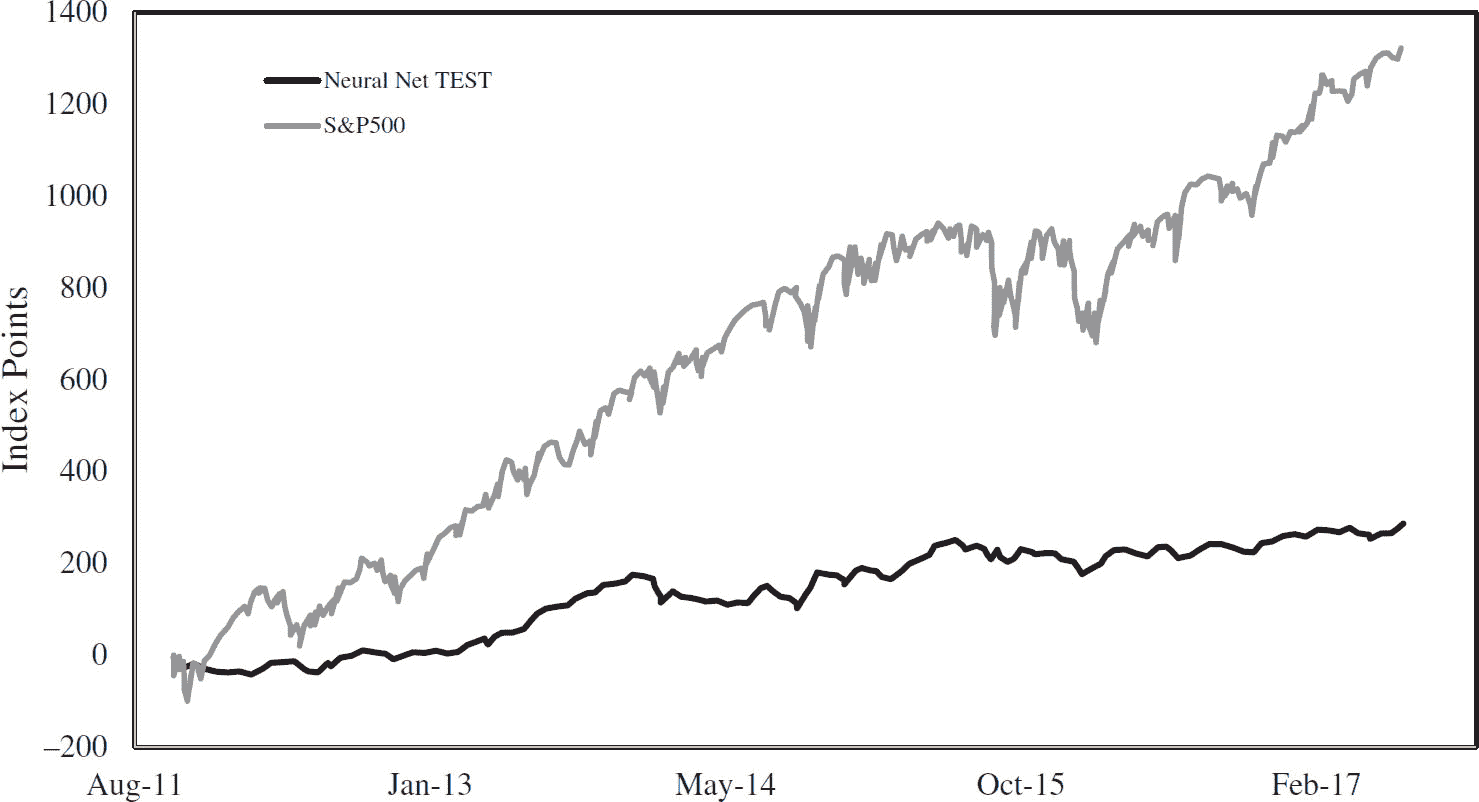 1400
1200
1000
800
600
400
200
0
–200
Index Points
Neural Net TEST
S&P500
Aug-11
Jan-13
May-14
Oct-15
Feb-17